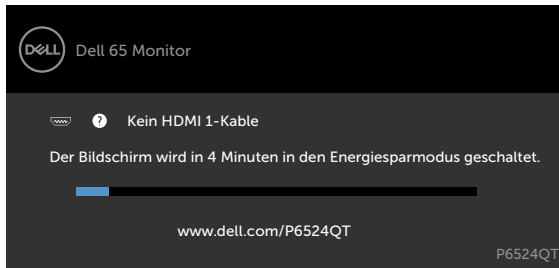 DELL
Dell 65 Monitor
? Kein HDMI 1-Kable
Der Bildschirm wird in 4 Minuten in den Energiesparmodus geschaltet.
www.dell.com/P6524QT
P6524QT